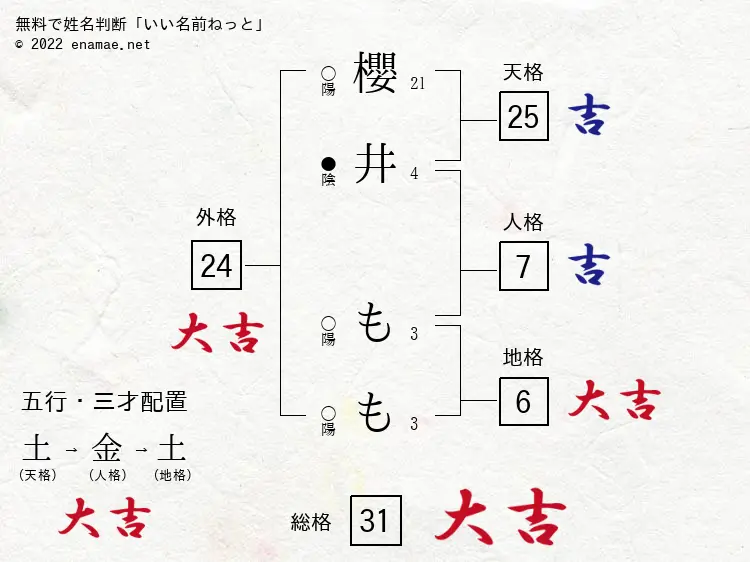 無料で姓名判断「いい名前ねっと」
© 2022 enamae.net
○陽 櫻 21
●陰 井 4
○陽 も 3
○陽 も 3
天格
25 吉
人格
7 吉
外格
24
大吉
地格
6 大吉
五行・三才配置
土→金→土
(天格) (人格) (地格)
大吉
総格 31 大吉